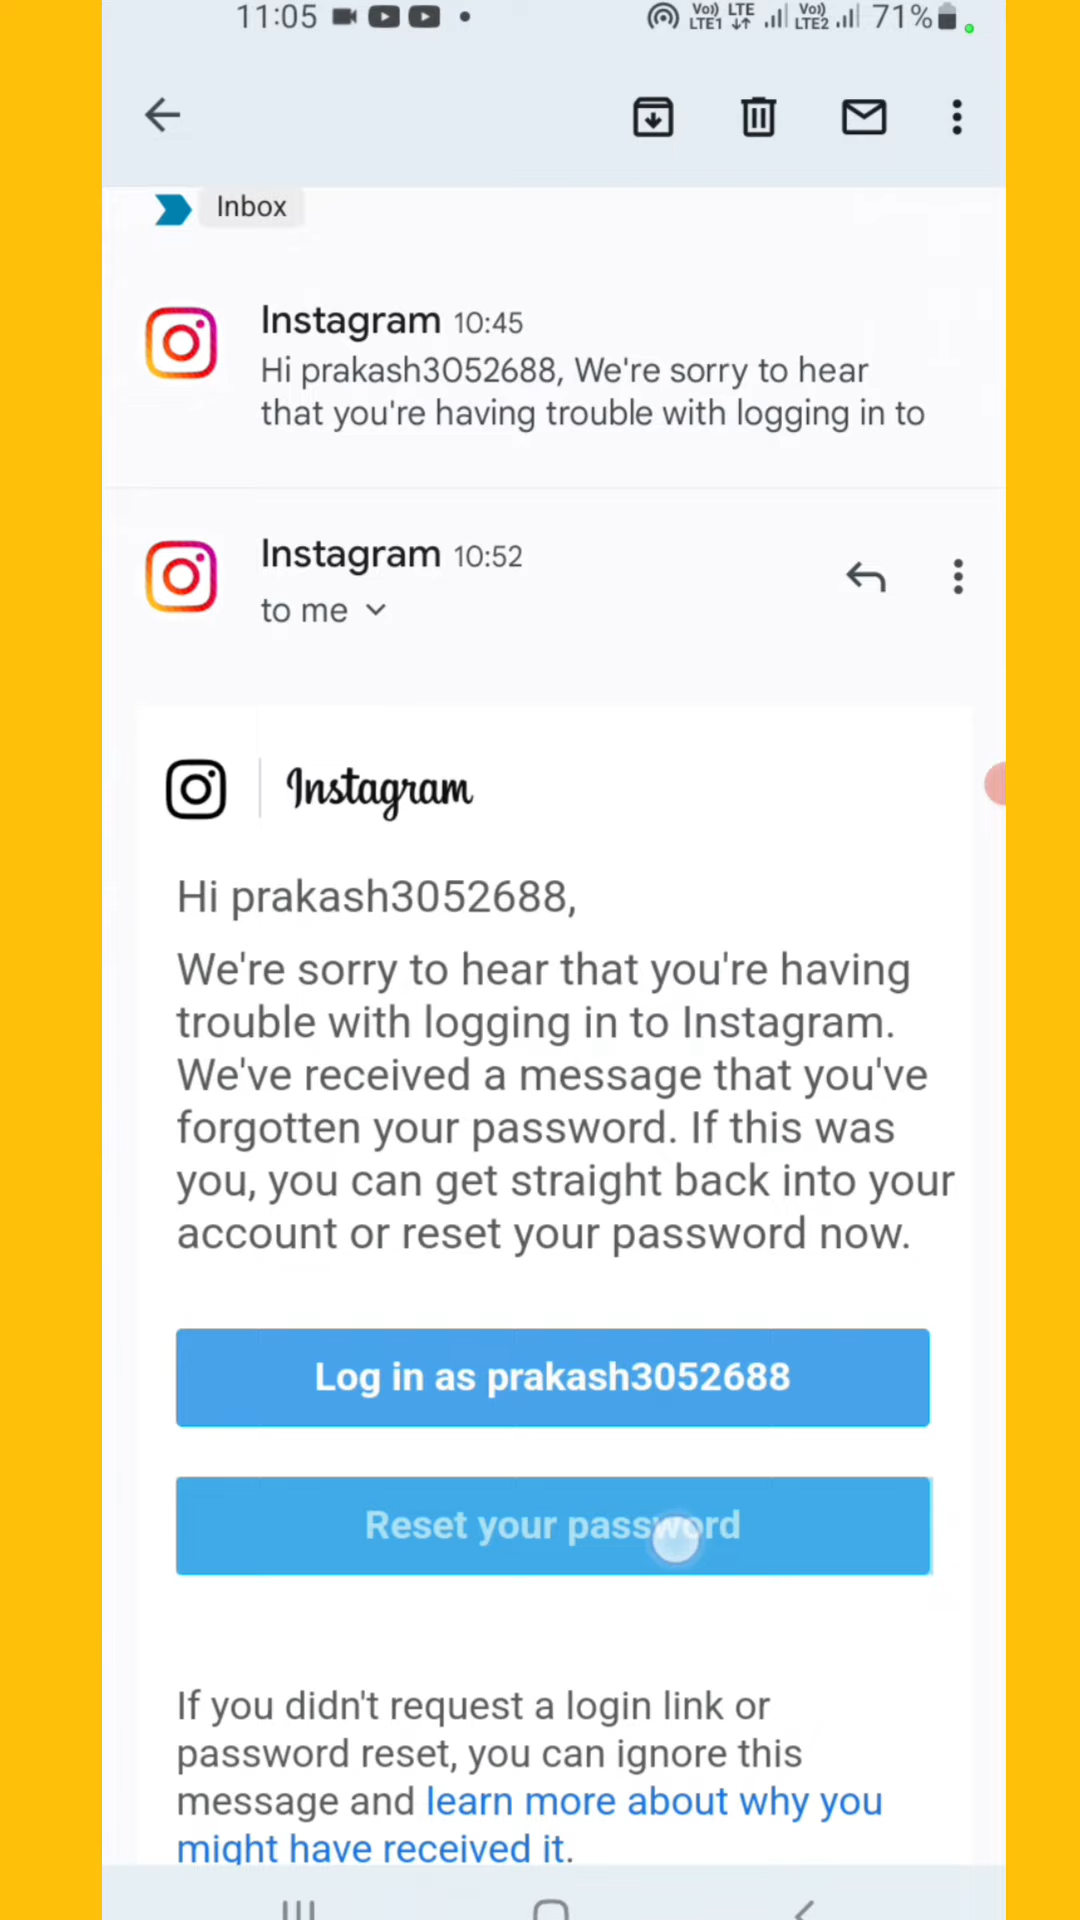 11:05 Vo)) LTE1 LTE Vo)) LTE2 71%
Inbox
Instagram 10:45
Hi prakash3052688, We're sorry to hear
that you're having trouble with logging in to
Instagram 10:52
to me
Instagram
Hi prakash3052688,
We're sorry to hear that you're having
trouble with logging in to Instagram.
We've received a message that you've
forgotten your password. If this was
you, you can get straight back into your
account or reset your password now.
Log in as prakash3052688
Reset your password
If you didn't request a login link or
password reset, you can ignore this
message and learn more about why you
might have received it.